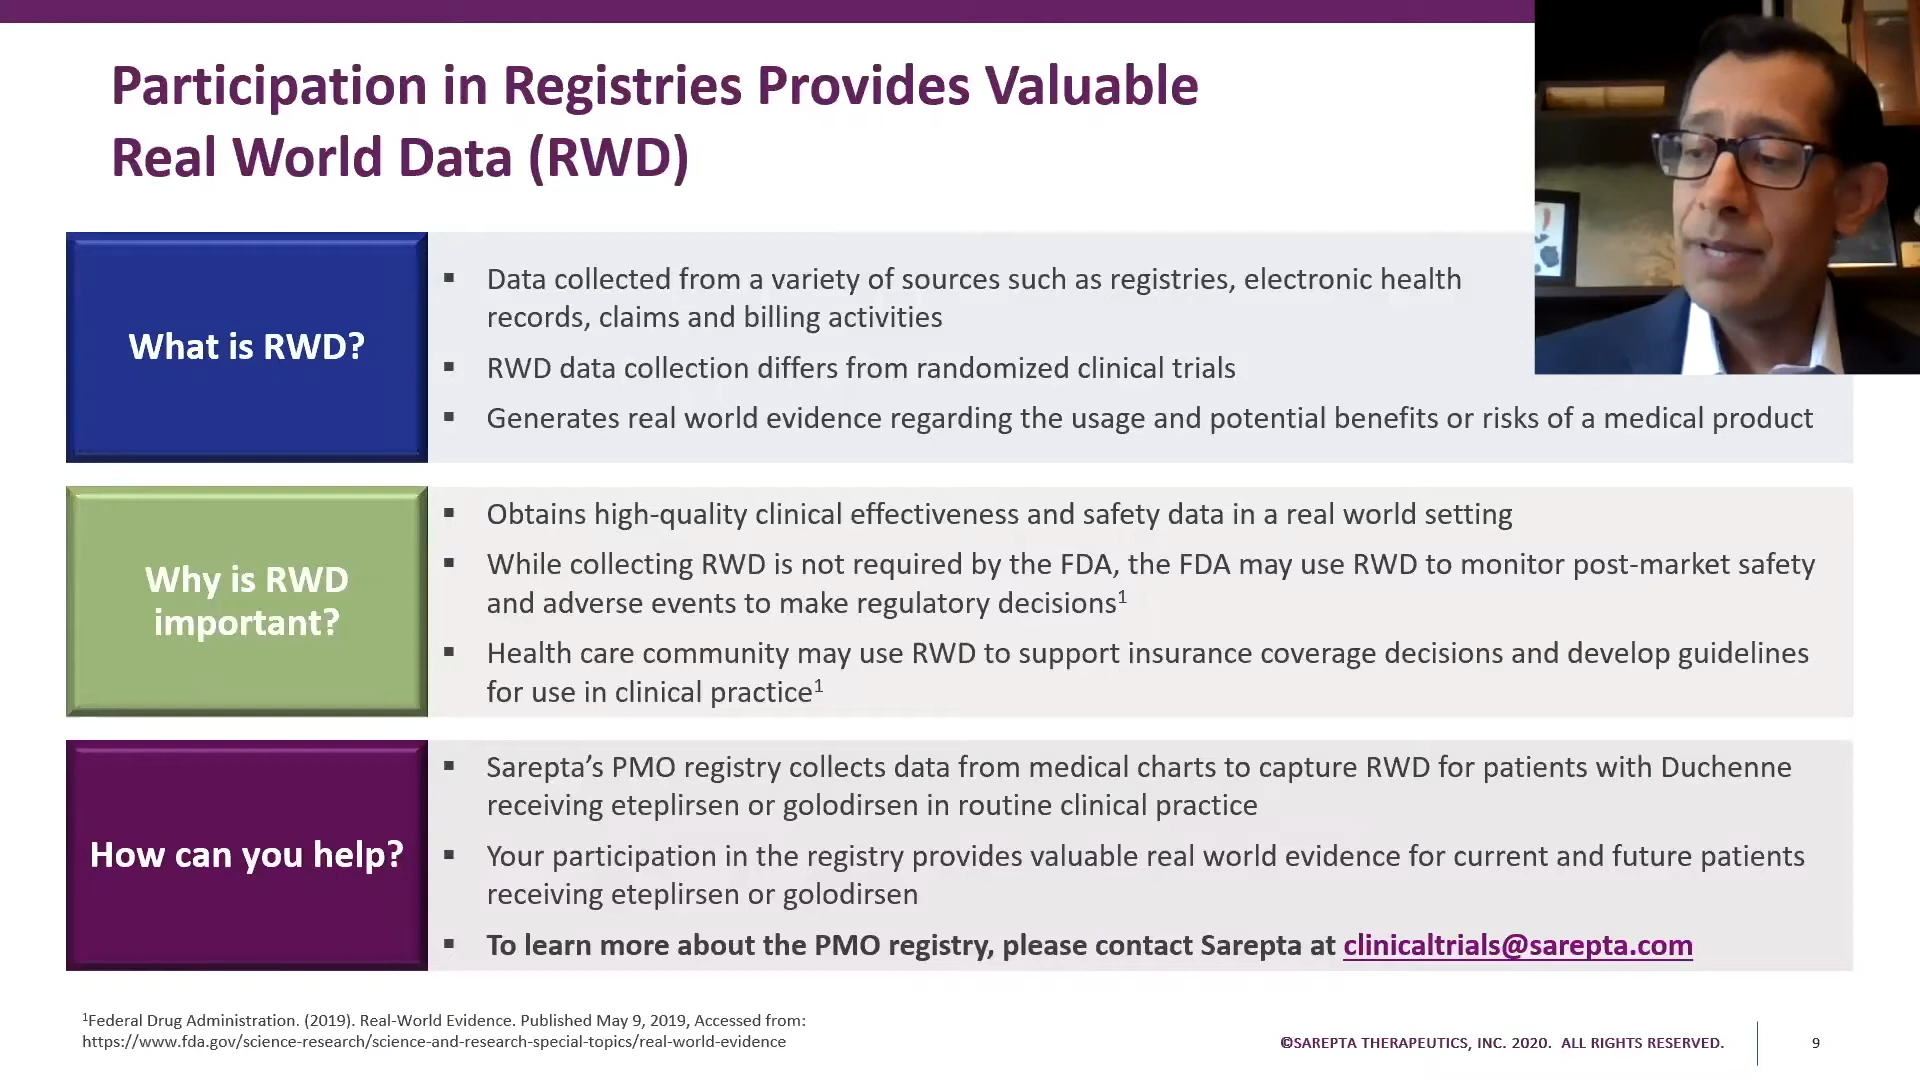 Participation in Registries Provides Valuable
Real World Data (RWD)
What is RWD?
▪ Data collected from a variety of sources such as registries, electronic health
records, claims and billing activities
▪ RWD data collection differs from randomized clinical trials
▪ Generates real world evidence regarding the usage and potential benefits or risks of a medical product
Why is RWD
important?
▪ Obtains high-quality clinical effectiveness and safety data in a real world setting
▪ While collecting RWD is not required by the FDA, the FDA may use RWD to monitor post-market safety
and adverse events to make regulatory decisions¹
▪ Health care community may use RWD to support insurance coverage decisions and develop guidelines
for use in clinical practice¹
How can you help?
▪ Sarepta’s PMO registry collects data from medical charts to capture RWD for patients with Duchenne
receiving eteplirsen or golodirsen in routine clinical practice
▪ Your participation in the registry provides valuable real world evidence for current and future patients
receiving eteplirsen or golodirsen
▪ To learn more about the PMO registry, please contact Sarepta at clinicaltrials@sarepta.com
¹Federal Drug Administration. (2019). Real-World Evidence. Published May 9, 2019, Accessed from:
https://www.fda.gov/science-research/science-and-research-special-topics/real-world-evidence
©SAREPTA THERAPEUTICS, INC. 2020. ALL RIGHTS RESERVED.
9